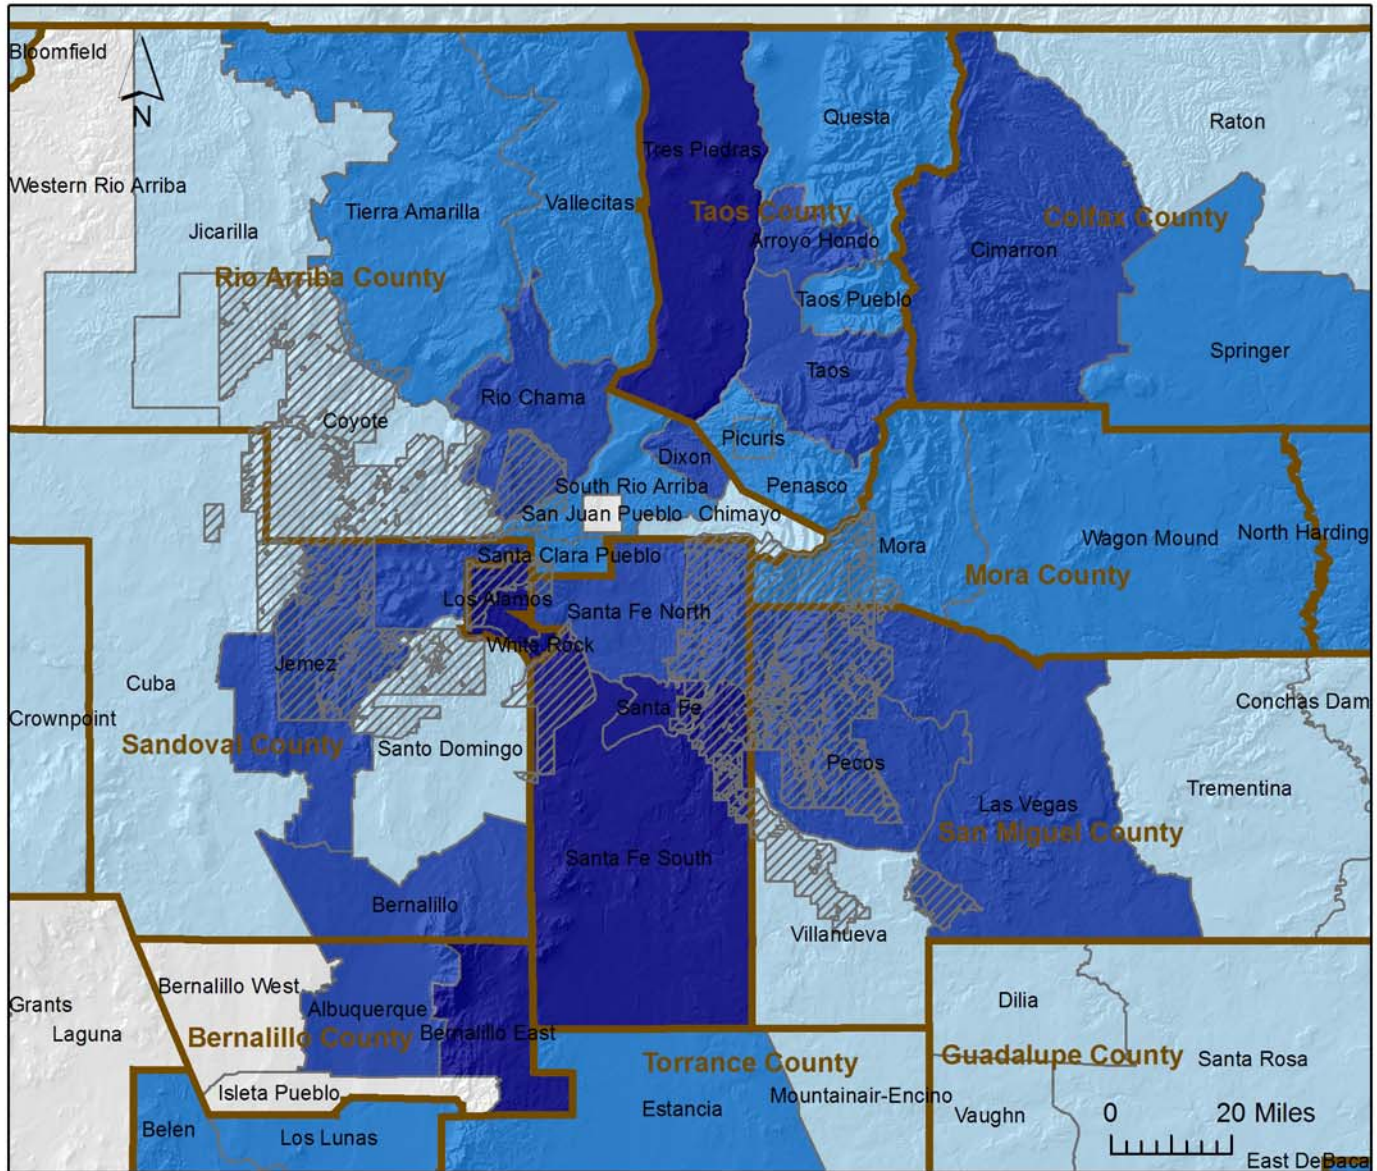 Bloomfield
N
Questa
Raton
Tres Piedras
Western Rio Arriba
Tierra Amarilla
Vallecitas
Taos County
Colfax County
Jicarilla
Arroyo Hondo
Cimarron
Rio Arriba County
Taos Pueblo
Springer
Taos
Rio Chama
Coyote
Picuris
Dixon
South Rio Arriba
Penasco
San Juan Pueblo
Chimayo
Wagon Mound
North Harding
Mora
Santa Clara Pueblo
Mora County
Los Alamos
Santa Fe North
White Rock
Jemez
Cuba
Conchas Dam
Crownpoint
Santa Fe
Sandoval County
Santo Domingo
Pecos
Trementina
Las Vegas
San Miguel County
Santa Fe South
Bernalillo
Villanueva
Bernalillo West
Dilia
Grants
Albuquerque
Laguna
Bernalillo County
Bernalillo East
Torrance County
Guadalupe County
Santa Rosa
Isleta Pueblo
Mountainair-Encino
Estancia
Vaughn
0 20 Miles
Belen
Los Lunas
East DeBaca